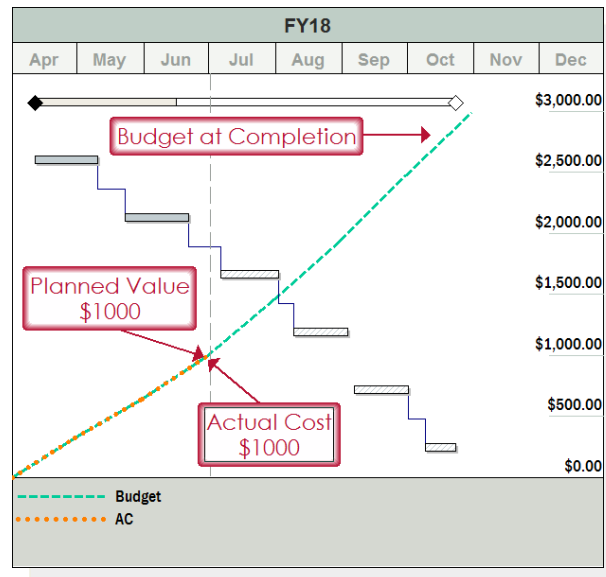 FY18
Apr May Jun Jul Aug Sep Oct Nov Dec
$3,000.00
Budget at Completion
$2,500.00
$2,000.00
Planned Value
$1000
$1,500.00
$1,000.00
Actual Cost
$1000
$500.00
$0.00
Budget
AC